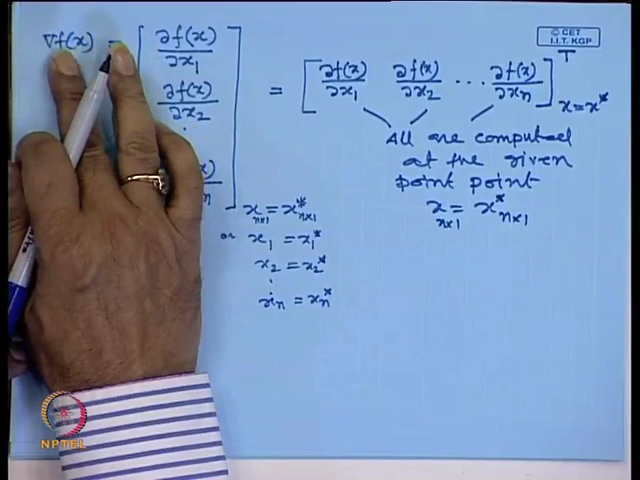 © CET
I.I.T. KGP
∇f(x) = [ ∂f(x)/∂x₁
∂f(x)/∂x₂
.
n ] x n×1 = x* n×1
= [ ∂f(x)/∂x₁ ∂f(x)/∂x₂ ... ∂f(x)/∂xₙ ]ᵀ x=x*
All are computed
at the given
point point
x n×1 = x* n×1
or x₁ = x₁*
x₂ = x₂*
:
xₙ = xₙ*
NPTEL